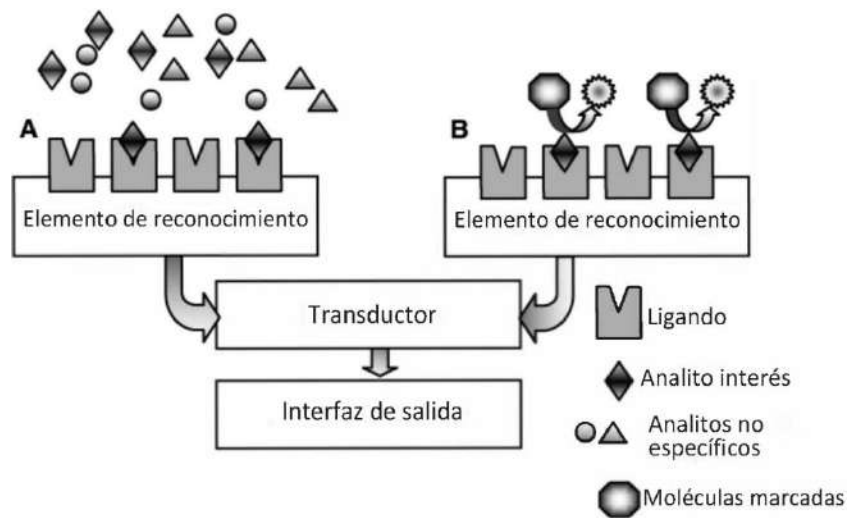 A
B
Elemento de reconocimiento
Elemento de reconocimiento
Transductor
Interfaz de salida
Ligando
Analito interés
Analitos no
específicos
Moléculas marcadas